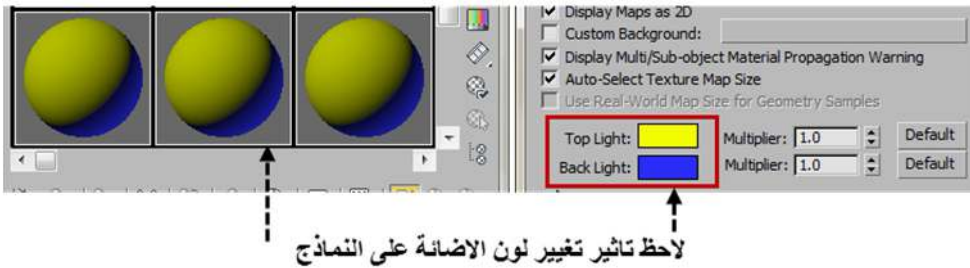 Display Maps as 2D
Custom Background:
Display Multi/Sub-object Material Propagation Warning
Auto-Select Texture Map Size
Use Real-World Map Size for Geometry Samples
Top Light: Multiplier: 1.0 Default
Back Light: Multiplier: 1.0 Default
لاحظ تاثير تغيير لون الاضائة على النماذج